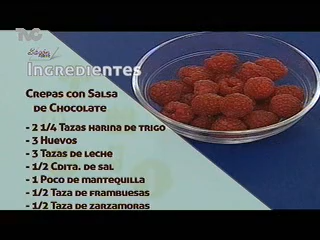 Ingredientes
Crepas con Salsa
de Chocolate
- 2 1/4 Tazas harina de trigo
- 3 Huevos
- 3 Tazas de leche
- 1/2 Cdita. de sal
- 1 Poco de mantequilla
- 1/2 Taza de frambuesas
- 1/2 Taza de zarzamoras